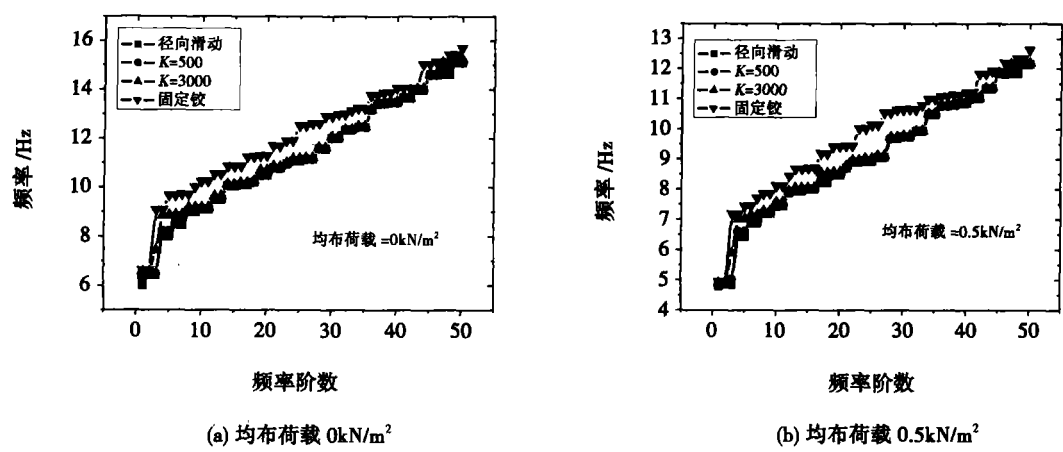 16
14
12
10
8
6
频率 /Hz
径向滑动
K=500
K=3000
固定铰
均布荷载 =0kN/m²
0 10 20 30 40 50
频率阶数
(a) 均布荷载 0kN/m²
13
12
11
10
9
8
7
6
5
4
频率 /Hz
径向滑动
K=500
K=3000
固定铰
均布荷载 =0.5kN/m²
0 10 20 30 40 50
频率阶数
(b) 均布荷载 0.5kN/m²